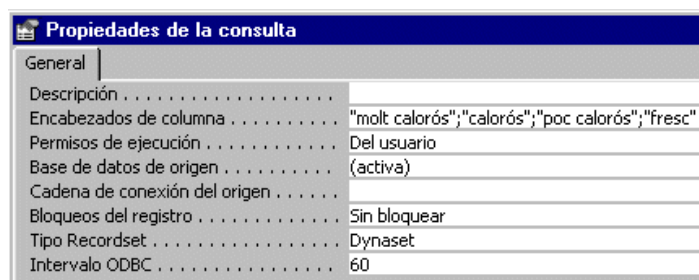 Propiedades de la consulta
General
Descripción . . . . . . . . . . . . . . . . . . .
Encabezados de columna . . . . . . . . . . "molt calorós";"calorós";"poc calorós";"fresc"
Permisos de ejecución . . . . . . . . . . . . Del usuario
Base de datos de origen . . . . . . . . . . (activa)
Cadena de conexión del origen . . . . . .
Bloqueos del registro . . . . . . . . . . . . . Sin bloquear
Tipo Recordset . . . . . . . . . . . . . . . . Dynaset
Intervalo ODBC . . . . . . . . . . . . . . . . 60